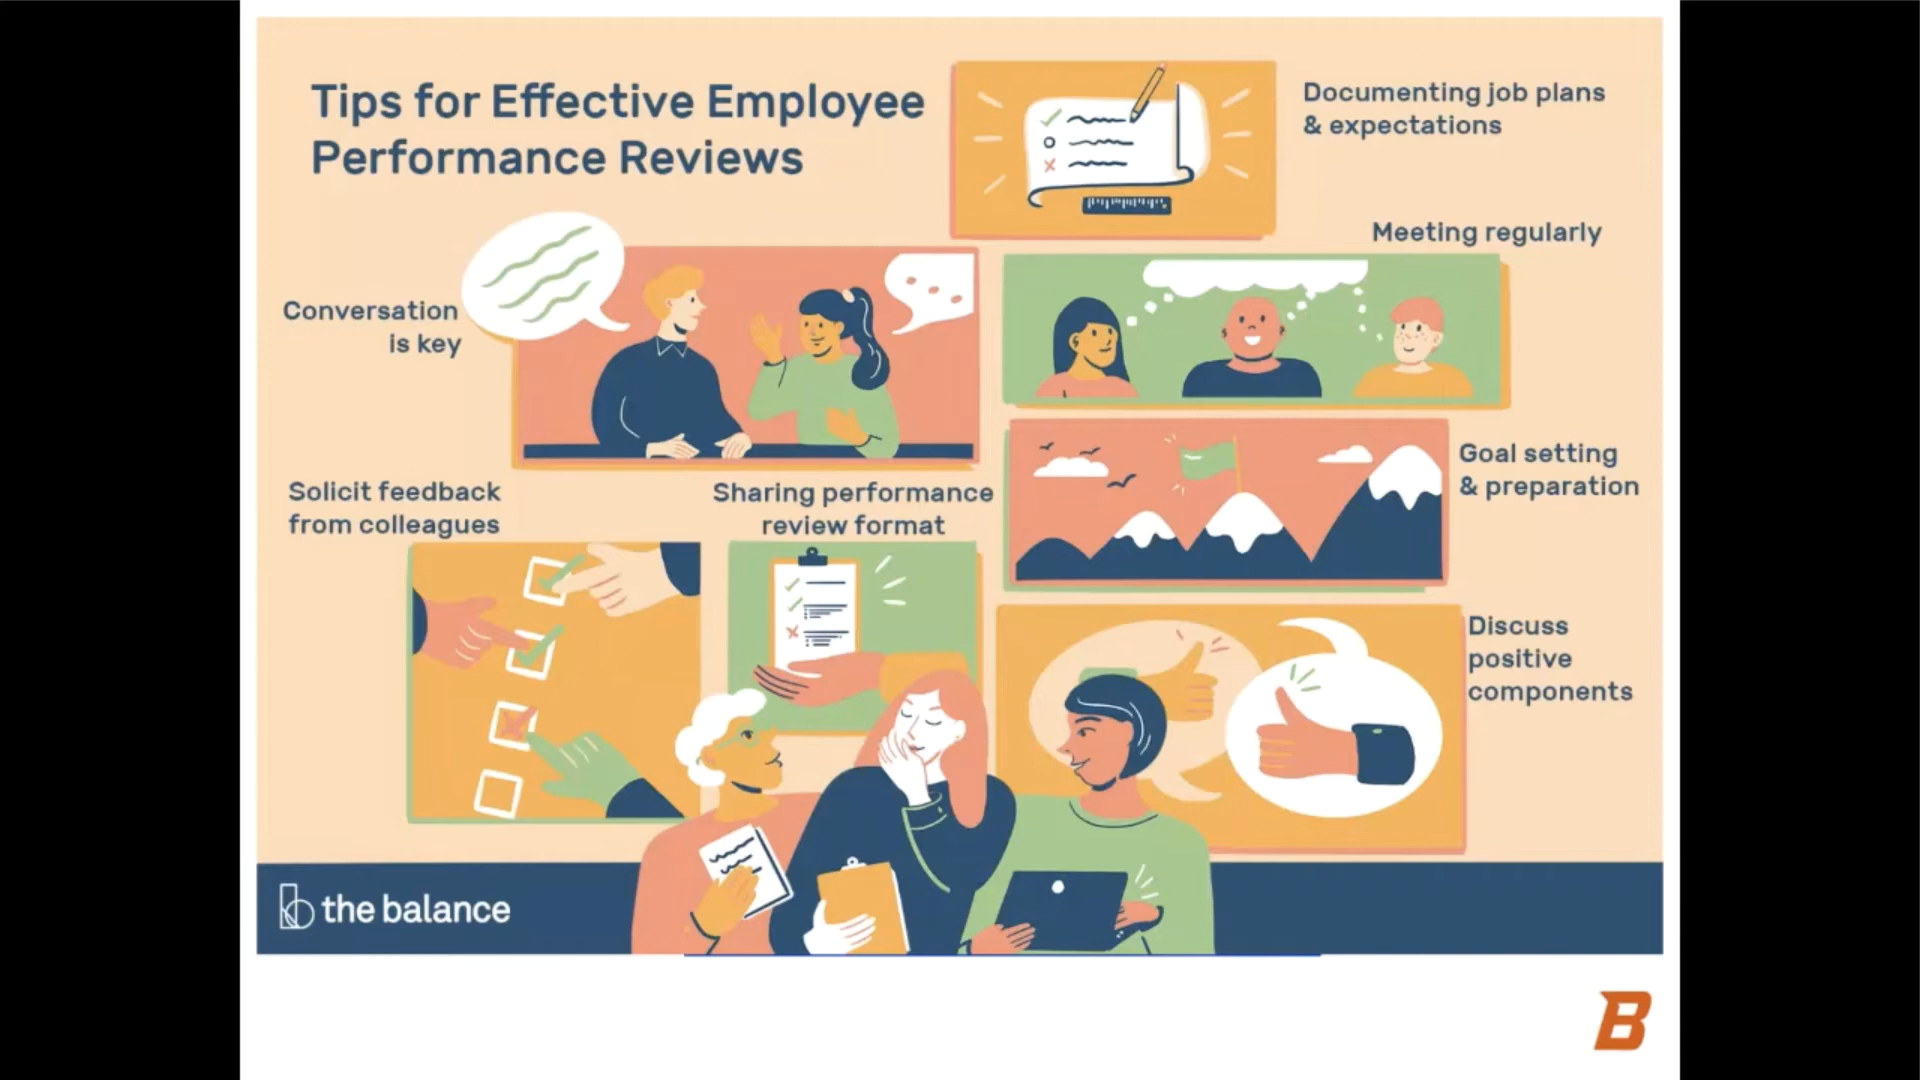 Tips for Effective Employee
Performance Reviews
Documenting job plans
& expectations
Meeting regularly
Conversation
is key
Goal setting
& preparation
Solicit feedback
from colleagues
Sharing performance
review format
Discuss
positive
components
the balance
B